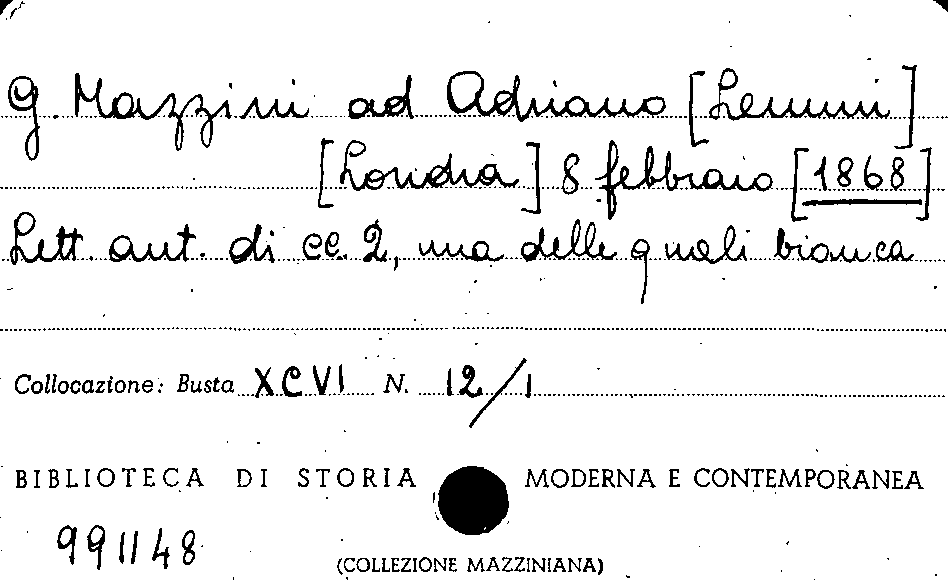 G. Mazzini ad Adriano [Lemmi]
[Londra] 8 febbraio [1868]
Lett. aut. di cc. 2, una delle quali bianca
Collocazione: Busta XCVI N. 12/1
BIBLIOTECA DI STORIA MODERNA E CONTEMPORANEA
991148
(COLLEZIONE MAZZINIANA)